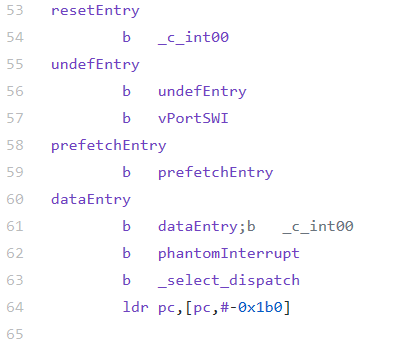 53 resetEntry
54 b _c_int00
55 undefEntry
56 b undefEntry
57 b vPortSWI
58 prefetchEntry
59 b prefetchEntry
60 dataEntry
61 b dataEntry;b _c_int00
62 b phantomInterrupt
63 b _select_dispatch
64 ldr pc,[pc,#-0x1b0]
65